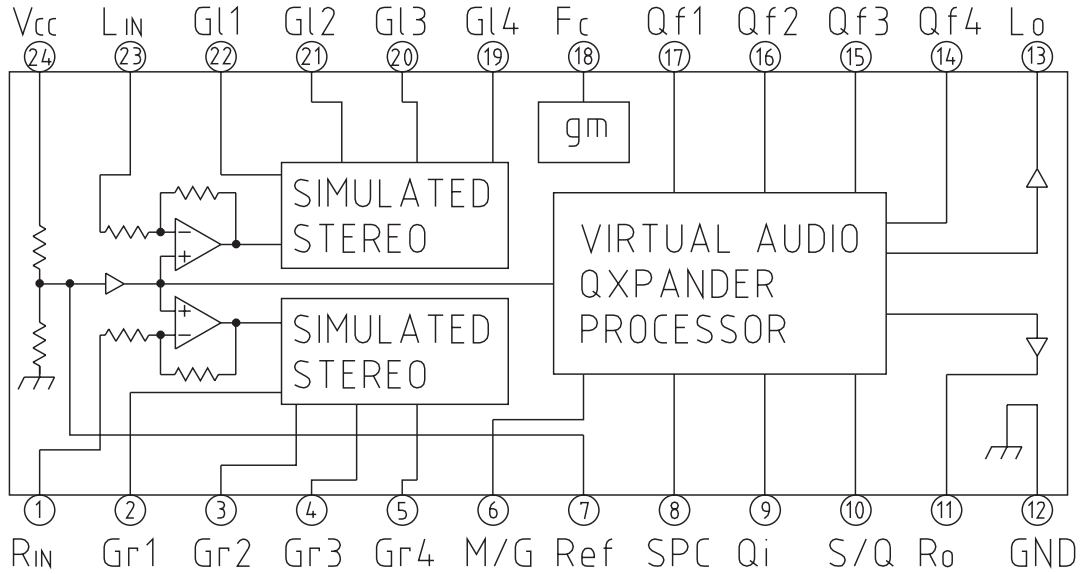 Vcc LIN Gl1 Gl2 Gl3 Gl4 Fc Qf1 Qf2 Qf3 Qf4 Lo
24 23 22 21 20 19 18 17 16 15 14 13
gm
SIMULATED
STEREO
VIRTUAL AUDIO
QXPANDER
PROCESSOR
− +
+ −
SIMULATED
STEREO
1 2 3 4 5 6 7 8 9 10 11 12
RIN Gr1 Gr2 Gr3 Gr4 M/G Ref SPC Qi S/Q Ro GND